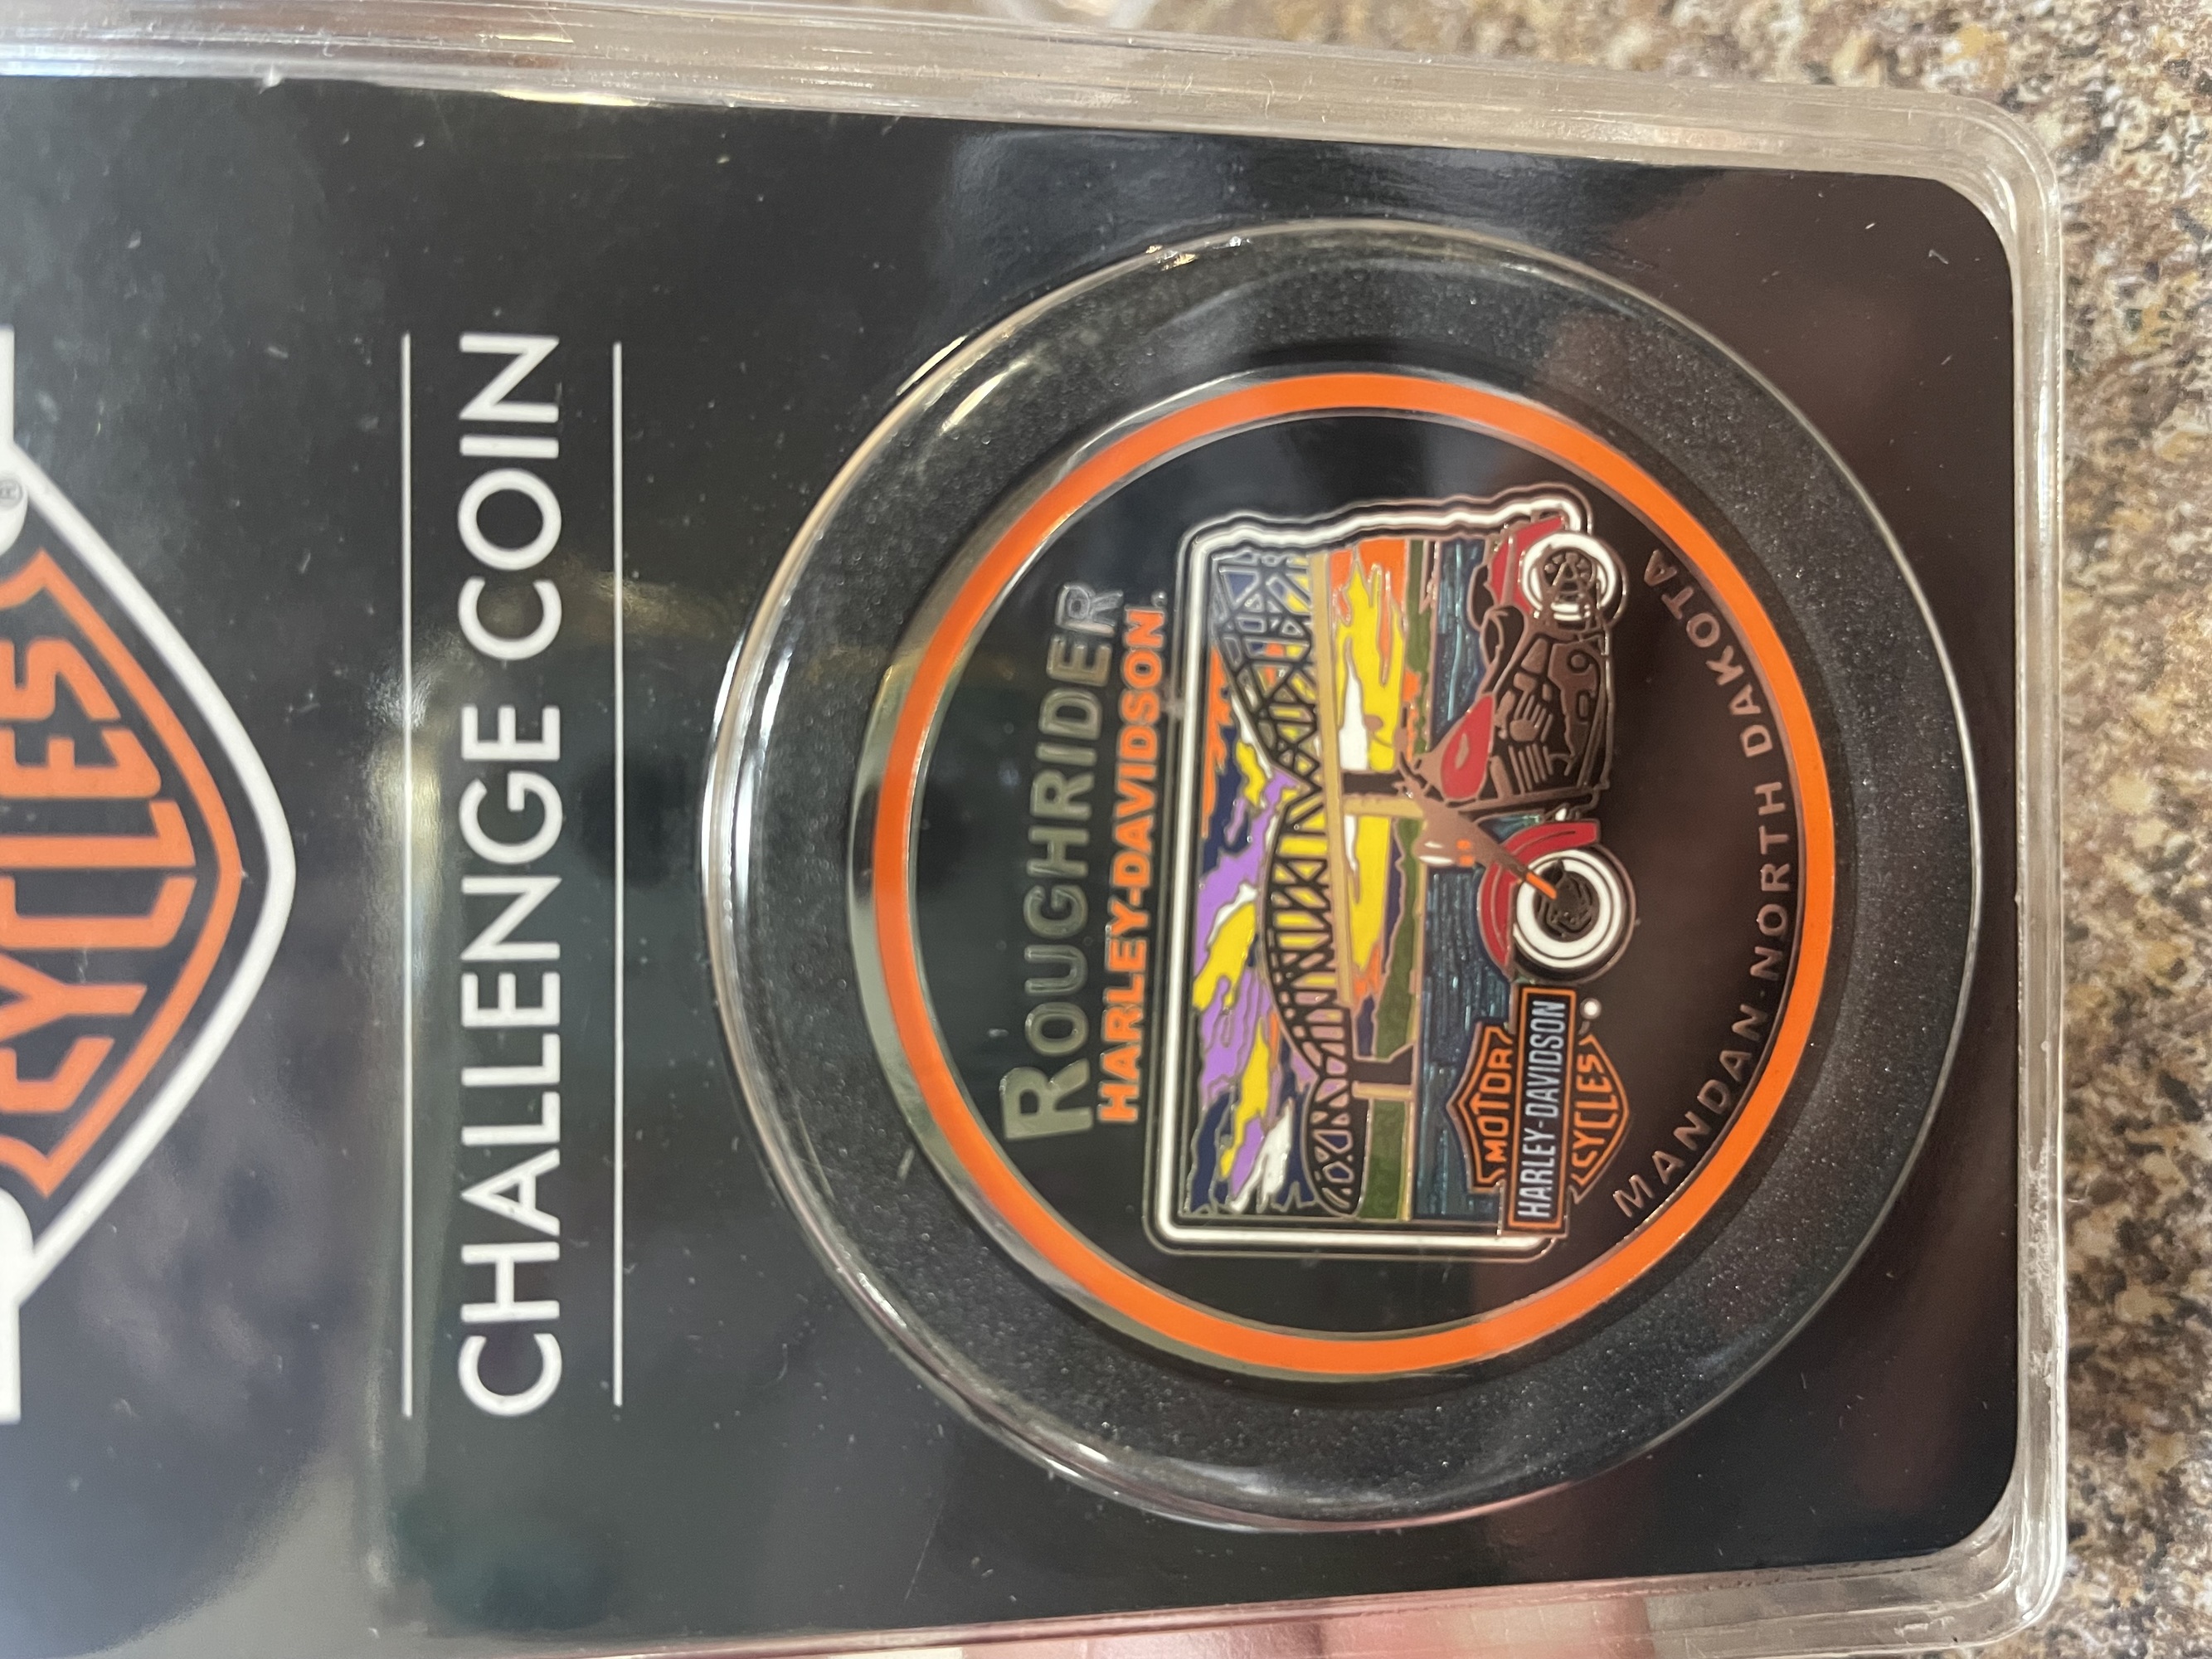 ®
CYCLES
CHALLENGE COIN
ROUGHRIDER
HARLEY-DAVIDSON.
MOTOR
HARLEY-DAVIDSON
CYCLES
MANDAN·NORTH DAKOTA